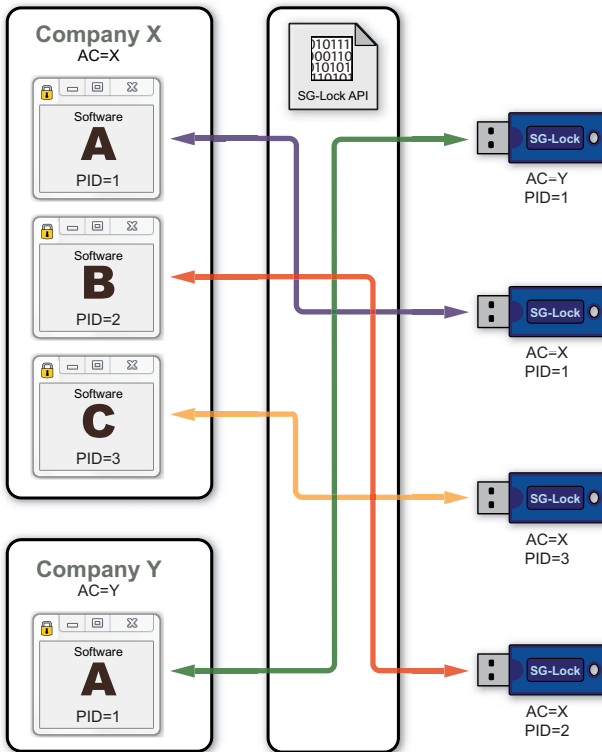 Company X
AC=X
Software
A
PID=1
Software
B
PID=2
Software
C
PID=3
Company Y
AC=Y
Software
A
PID=1
SG-Lock API
SG-Lock
AC=Y
PID=1
SG-Lock
AC=X
PID=1
SG-Lock
AC=X
PID=3
SG-Lock
AC=X
PID=2